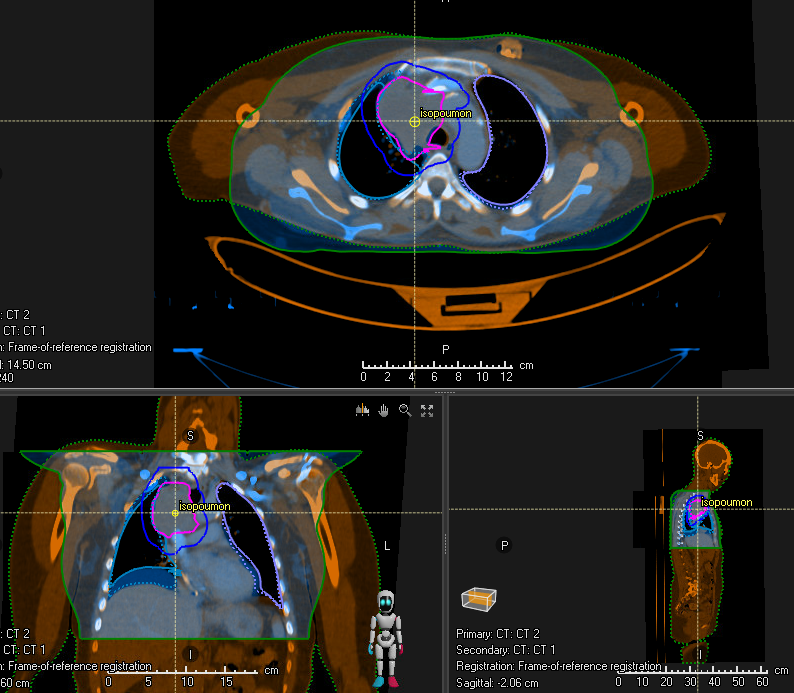 isopoumon
: CT 2
CT: CT 1
n: Frame-of-reference registration
l: 14.50 cm
240
P
0 2 4 6 8 10 12 cm
S
isopoumon
L
: CT 2
CT: CT 1
n: Frame-of-reference registration
60 cm
I
0 5 10 15 cm
S
isopoumon
P
Primary: CT: CT 2
Secondary: CT: CT 1
Registration: Frame-of-reference registration
Sagittal: -2.06 cm
I
0 10 20 30 40 50 60 cm